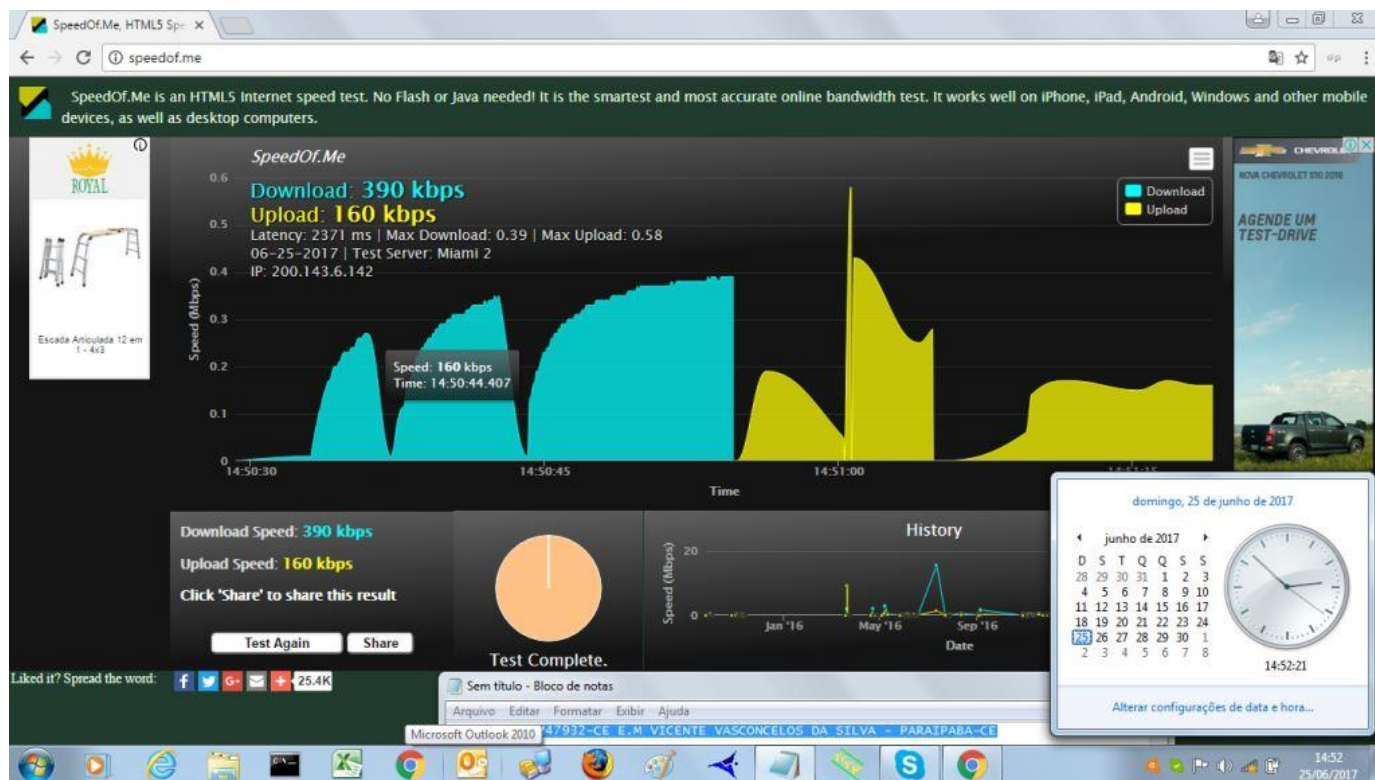 SpeedOf.Me, HTML5 Spe
speedof.me
SpeedOf.Me is an HTML5 Internet speed test. No Flash or Java needed! It is the smartest and most accurate online bandwidth test. It works well on iPhone, iPad, Android, Windows and other mobile
devices, as well as desktop computers.
ROYAL
Escada Articulada 12 em
1 - 4x3
SpeedOf.Me
Download: 390 kbps
Upload: 160 kbps
Latency: 2371 ms | Max Download: 0.39 | Max Upload: 0.58
06-25-2017 | Test Server: Miami 2
IP: 200.143.6.142
Download
Upload
0.6
0.5
0.4
0.3
0.2
0.1
0
Speed (Mbps)
Speed: 160 kbps
Time: 14:50:44.407
14:50:30
14:50:45
14:51:00
14:51:15
Time
CHEVROLET
NOVA CHEVROLET S10 2018
AGENDE UM
TEST-DRIVE
Download Speed: 390 kbps
Upload Speed: 160 kbps
Click 'Share' to share this result
Test Again
Share
Test Complete.
History
Speed (Mbps)
20
0
Jan '16
May '16
Sep '16
Date
domingo, 25 de junho de 2017
junho de 2017
D S T Q Q S S
28 29 30 31 1 2 3
4 5 6 7 8 9 10
11 12 13 14 15 16 17
18 19 20 21 22 23 24
25 26 27 28 29 30 1
2 3 4 5 6 7 8
14:52:21
Alterar configurações de data e hora...
Liked it? Spread the word:
25.4K
Sem título - Bloco de notas
Arquivo Editar Formatar Exibir Ajuda
47932-CE E.M VICENTE VASCONCELOS DA SILVA - PARAIPABA-CE
Microsoft Outlook 2010
14:52
25/06/2017